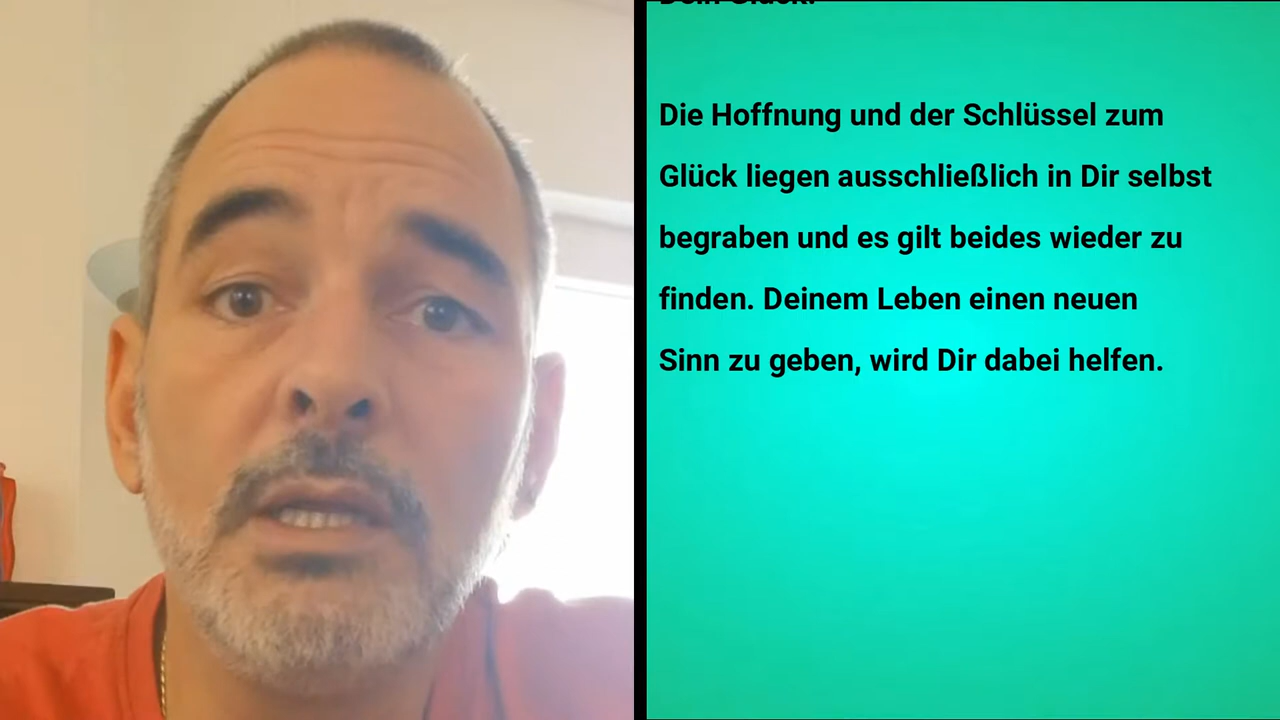 Die Hoffnung und der Schlüssel zum
Glück liegen ausschließlich in Dir selbst
begraben und es gilt beides wieder zu
finden. Deinem Leben einen neuen
Sinn zu geben, wird Dir dabei helfen.